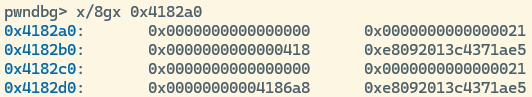 pwndbg> x/8gx 0x4182a0
0x4182a0: 0x0000000000000000 0x0000000000000021
0x4182b0: 0x0000000000000418 0xe8092013c4371ae5
0x4182c0: 0x0000000000000000 0x0000000000000021
0x4182d0: 0x00000000004186a8 0xe8092013c4371ae5